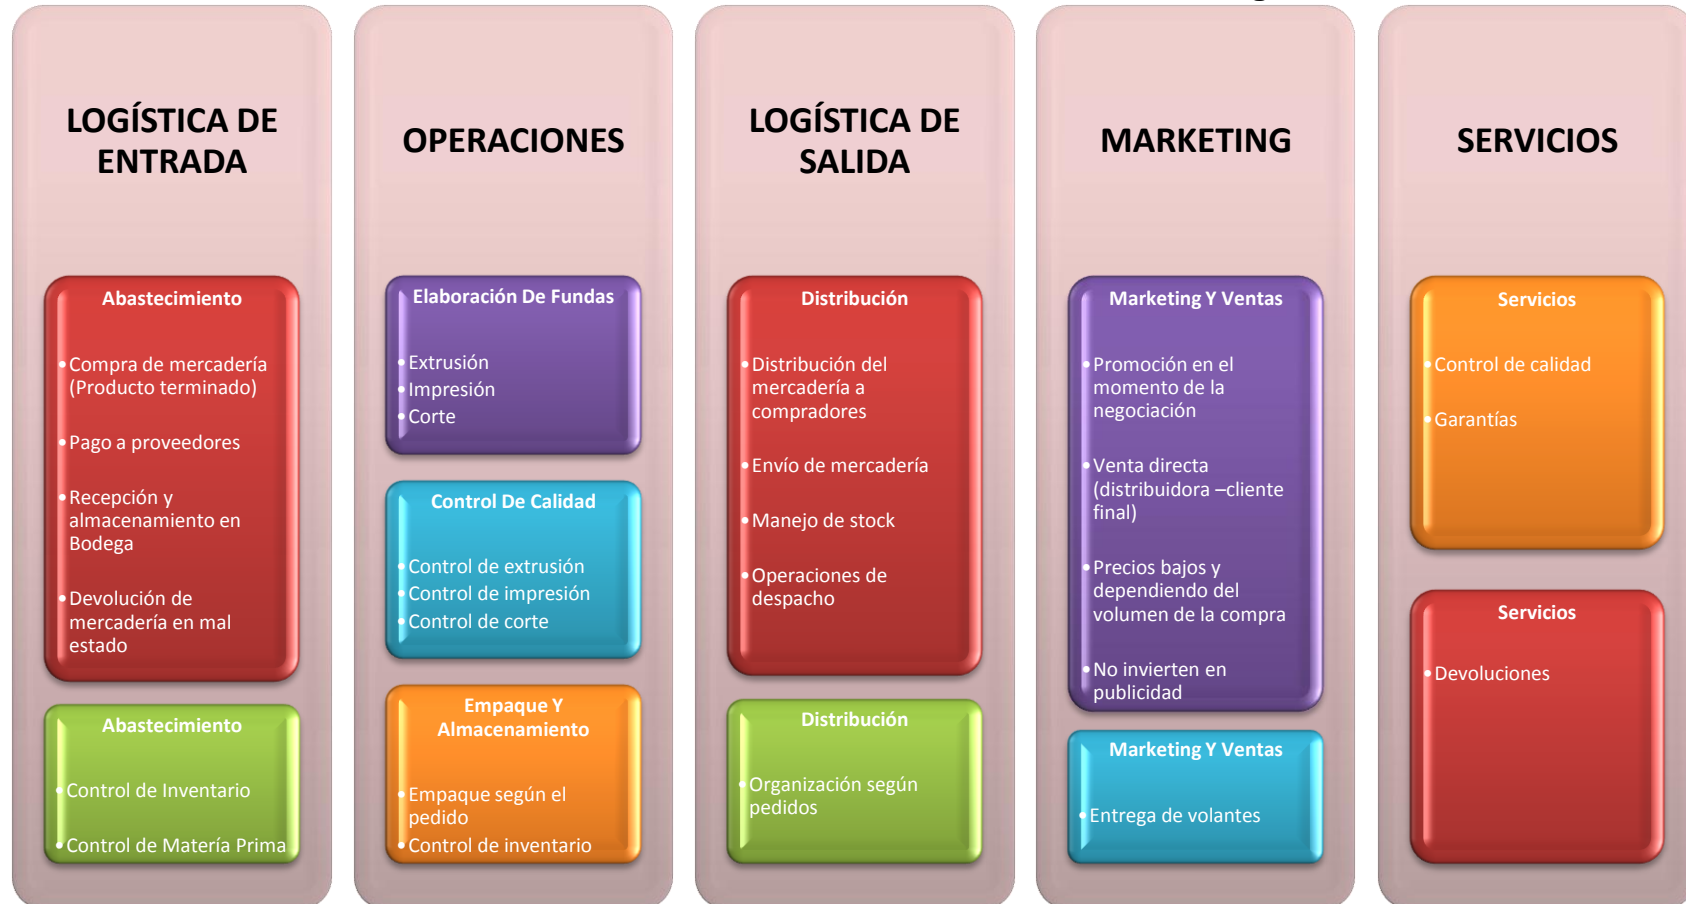 LOGÍSTICA DE
ENTRADA
Abastecimiento
•Compra de mercadería
(Producto terminado)
•Pago a proveedores
•Recepción y
almacenamiento en
Bodega
•Devolución de
mercadería en mal
estado
Abastecimiento
•Control de Inventario
•Control de Matería Prima
OPERACIONES
Elaboración De Fundas
•Extrusión
•Impresión
•Corte
Control De Calidad
•Control de extrusión
•Control de impresión
•Control de corte
Empaque Y
Almacenamiento
•Empaque según el
pedido
•Control de inventario
LOGÍSTICA DE
SALIDA
Distribución
•Distribución del
mercadería a
compradores
•Envío de mercadería
•Manejo de stock
•Operaciones de
despacho
Distribución
•Organización según
pedidos
MARKETING
Marketing Y Ventas
•Promoción en el
momento de la
negociación
•Venta directa
(distribuidora –cliente
final)
•Precios bajos y
dependiendo del
volumen de la compra
•No invierten en
publicidad
Marketing Y Ventas
•Entrega de volantes
SERVICIOS
Servicios
•Control de calidad
•Garantías
Servicios
•Devoluciones